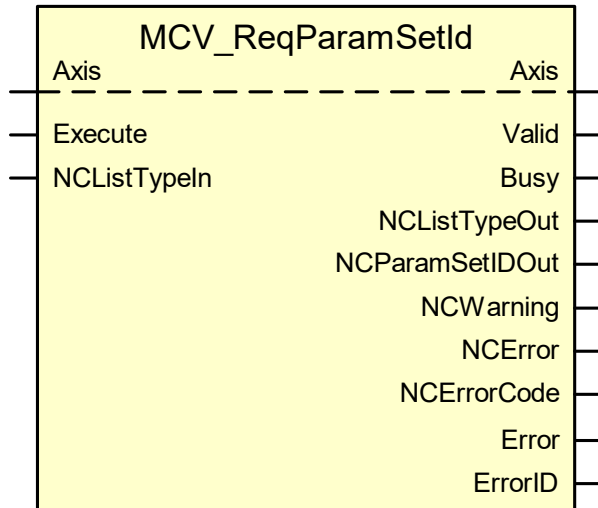 MCV_ReqParamSetId
Axis Axis
Execute Valid
NCListTypeIn Busy
NCListTypeOut
NCParamSetIDOut
NCWarning
NCError
NCErrorCode
Error
ErrorID